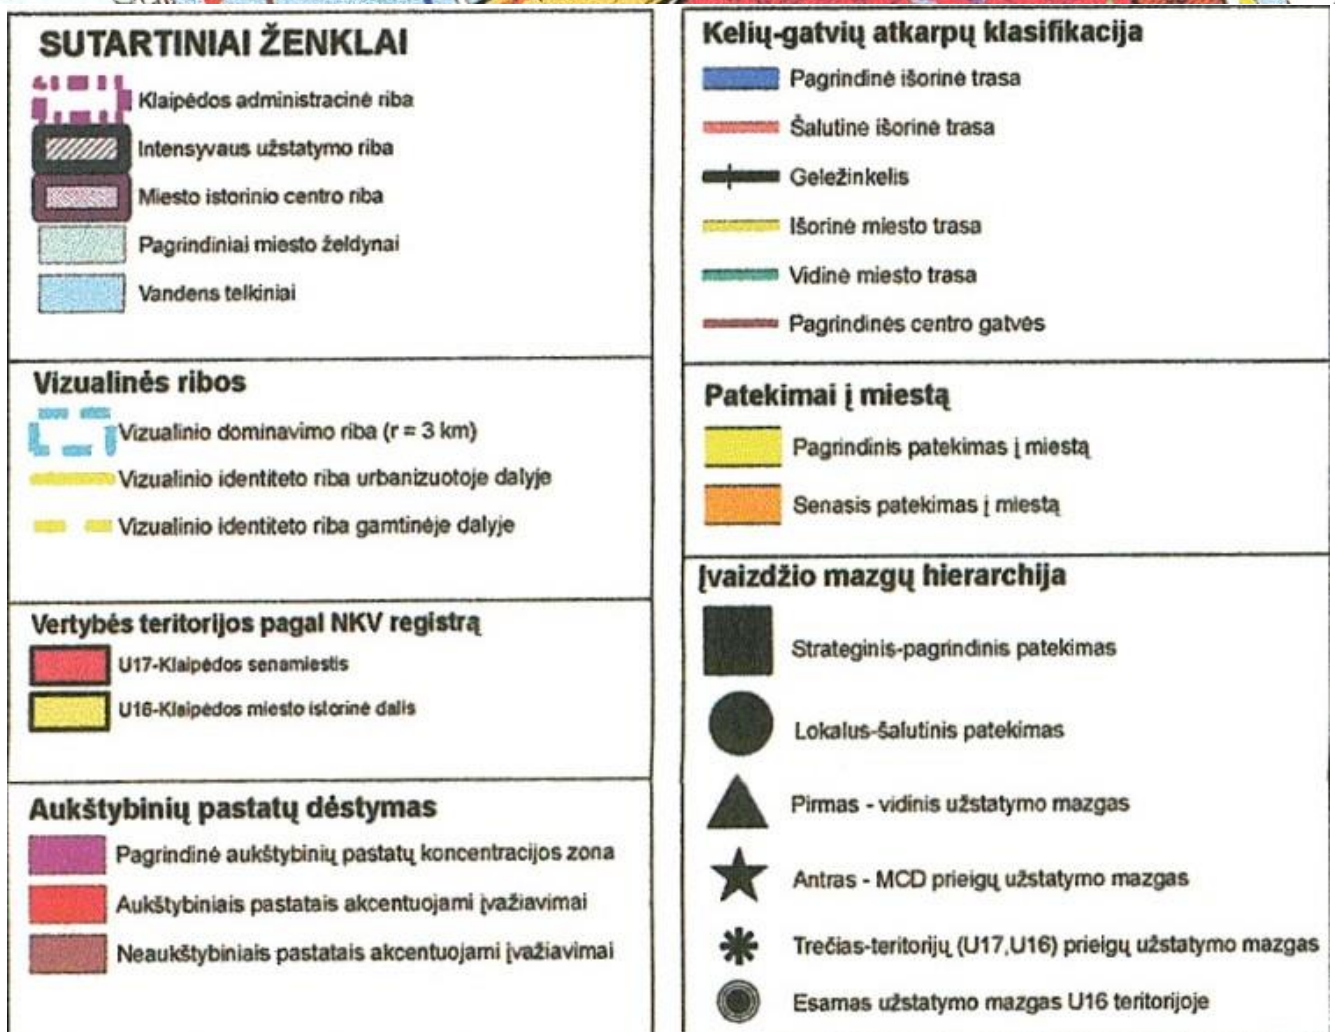 SUTARTINIAI ŽENKLAI
Klaipėdos administracinė riba
Intensyvaus užstatymo riba
Miesto istorinio centro riba
Pagrindiniai miesto želdynai
Vandens telkiniai
Vizualinės ribos
Vizualinio dominavimo riba (r = 3 km)
Vizualinio identiteto riba urbanizuotoje dalyje
Vizualinio identiteto riba gamtinėje dalyje
Vertybės teritorijos pagal NKV registrą
U17-Klaipėdos senamiestis
U16-Klaipėdos miesto istorinė dalis
Aukštybinių pastatų dėstymas
Pagrindinė aukštybinių pastatų koncentracijos zona
Aukštybiniais pastatais akcentuojami įvažiavimai
Neaukštybiniais pastatais akcentuojami įvažiavimai
Kelių-gatvių atkarpų klasifikacija
Pagrindinė išorinė trasa
Šalutinė išorinė trasa
Geležinkelis
Išorinė miesto trasa
Vidinė miesto trasa
Pagrindinės centro gatvės
Patekimai į miestą
Pagrindinis patekimas į miestą
Senasis patekimas į miestą
Įvaizdžio mazgų hierarchija
Strateginis-pagrindinis patekimas
Lokalus-šalutinis patekimas
Pirmas - vidinis užstatymo mazgas
Antras - MCD prieigų užstatymo mazgas
Trečias-teritorijų (U17,U16) prieigų užstatymo mazgas
Esamas užstatymo mazgas U16 teritorijoje